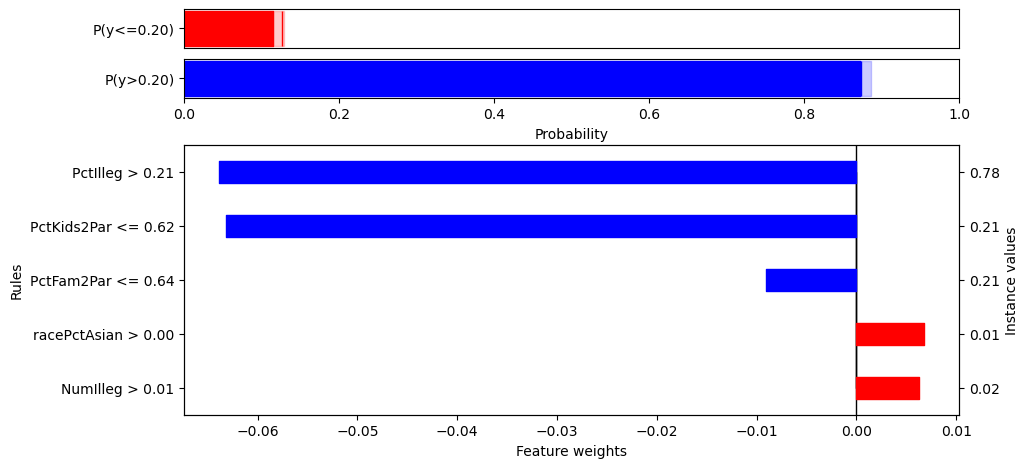 P(y<=0.20)
P(y>0.20)
0.0 0.2 0.4 0.6 0.8 1.0
Probability
PctIlleg > 0.21 0.78
PctKids2Par <= 0.62 0.21
PctFam2Par <= 0.64 0.21
racePctAsian > 0.00 0.01
NumIlleg > 0.01 0.02
Rules
Instance values
−0.06 −0.05 −0.04 −0.03 −0.02 −0.01 0.00 0.01
Feature weights